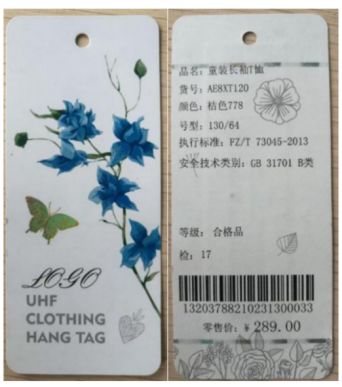 LOGO
UHF
CLOTHING
HANG TAG
品名: 童装长袖T恤
货号: AE8XT120
颜色: 桔色778
号型: 130/64
执行标准: FZ/T 73045-2013
安全技术类别: GB 31701 B类
等级: 合格品
检: 17
13203788210231300033
零售价: ¥ 289.00